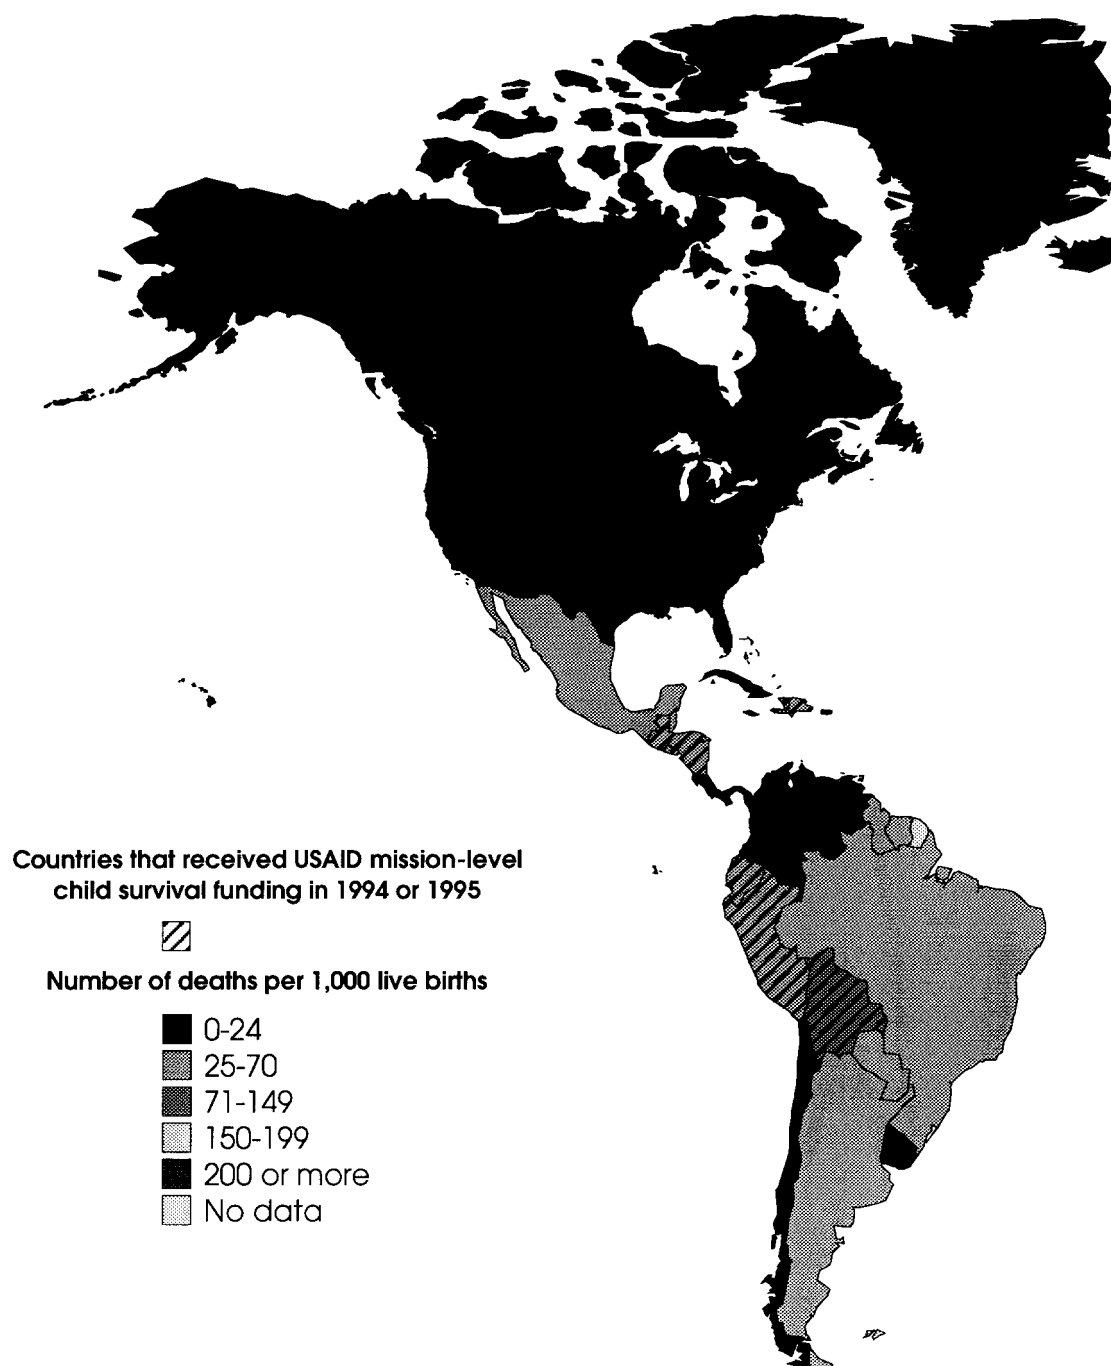 Countries that received USAID mission-level
child survival funding in 1994 or 1995
Number of deaths per 1,000 live births
0-24
25-70
71-149
150-199
200 or more
No data